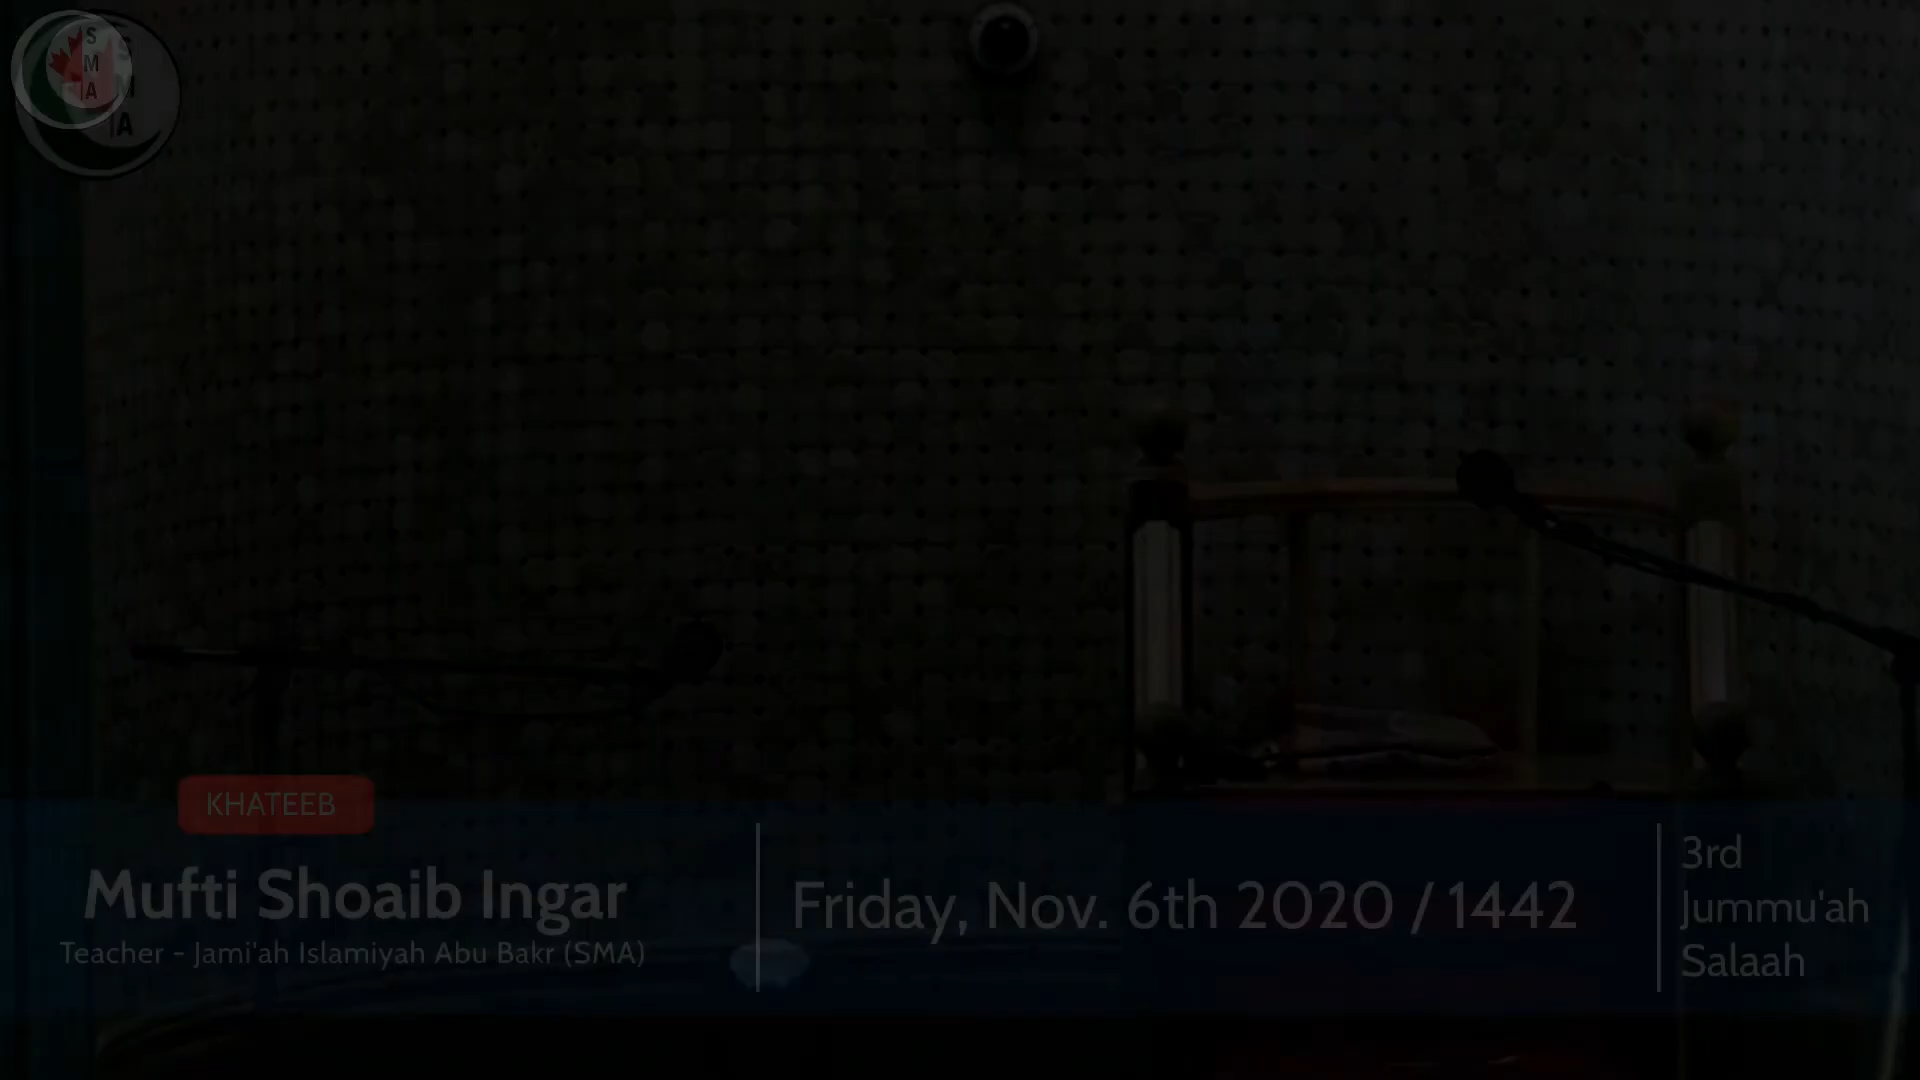 S
M
A
S
M
A
KHATEEB
Mufti Shoaib Ingar
Teacher - Jami'ah Islamiyah Abu Bakr (SMA)
Friday, Nov. 6th 2020 / 1442
3rd
Jummu'ah
Salaah